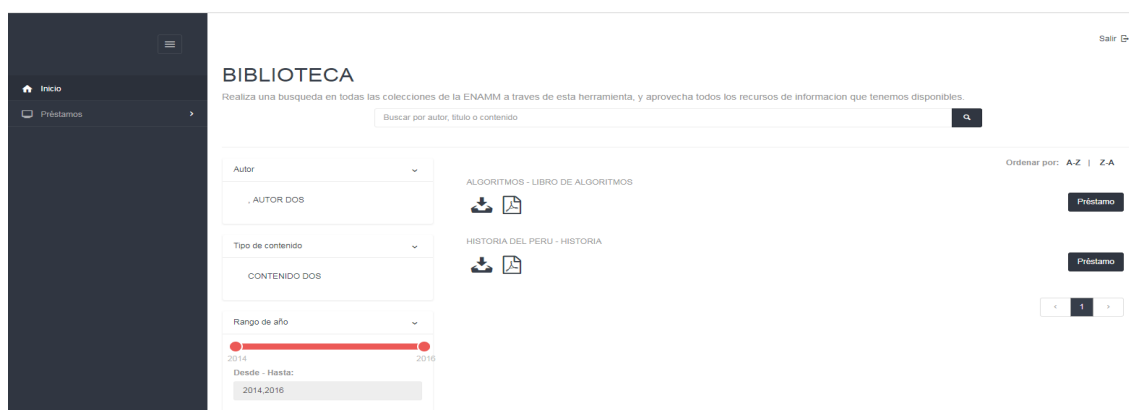 Salir
Inicio
Préstamos
BIBLIOTECA
Realiza una busqueda en todas las colecciones de la ENAMM a traves de esta herramienta, y aprovecha todos los recursos de informacion que tenemos disponibles.
Buscar por autor, título o contenido
Ordenar por: A-Z | Z-A
Autor
, AUTOR DOS
Tipo de contenido
CONTENIDO DOS
Rango de año
2014 2016
Desde - Hasta:
2014,2016
ALGORITMOS - LIBRO DE ALGORITMOS
Préstamo
HISTORIA DEL PERU - HISTORIA
Préstamo
‹ 1 ›